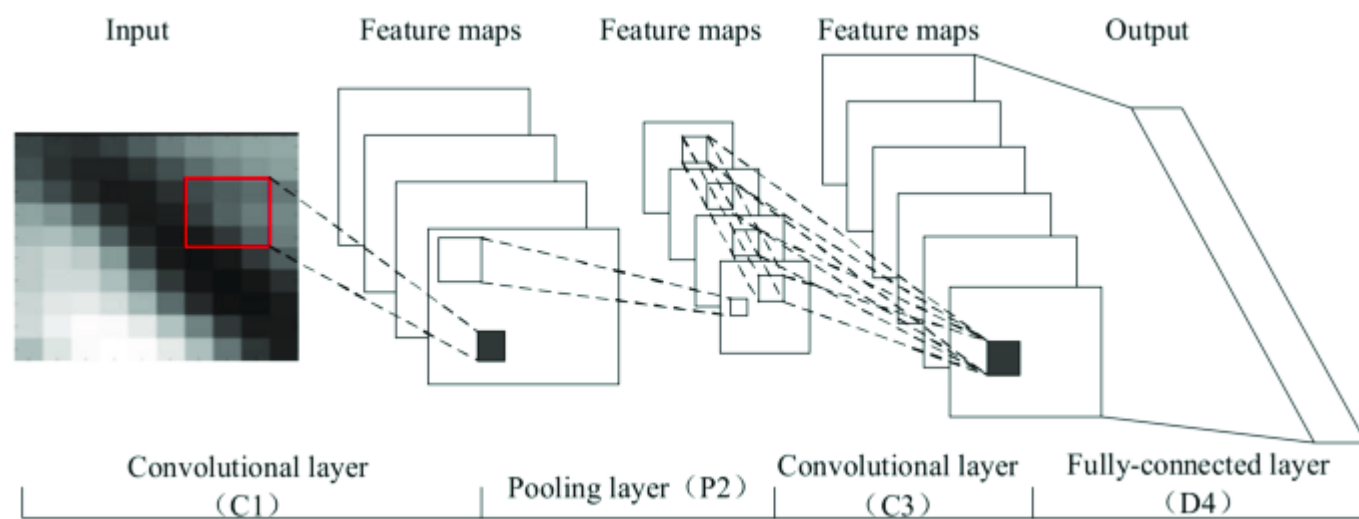 Input
Feature maps
Feature maps
Feature maps
Output
Convolutional layer
（C1）
Pooling layer（P2）
Convolutional layer
（C3）
Fully-connected layer
（D4）